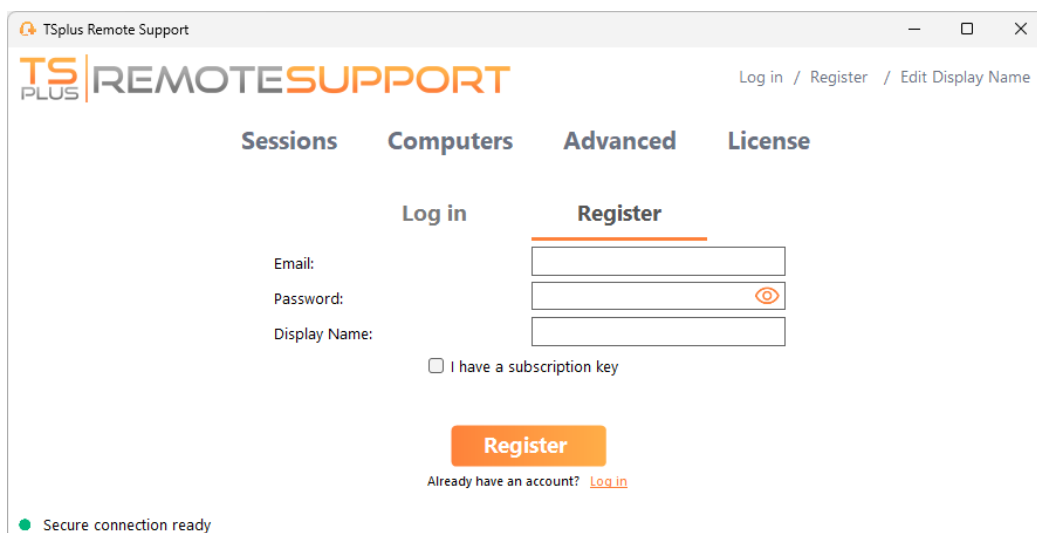 TSplus Remote Support
TS PLUS REMOTESUPPORT
Log in / Register / Edit Display Name
Sessions Computers Advanced License
Log in Register
Email:
Password:
Display Name:
I have a subscription key
Register
Already have an account? Log in
Secure connection ready